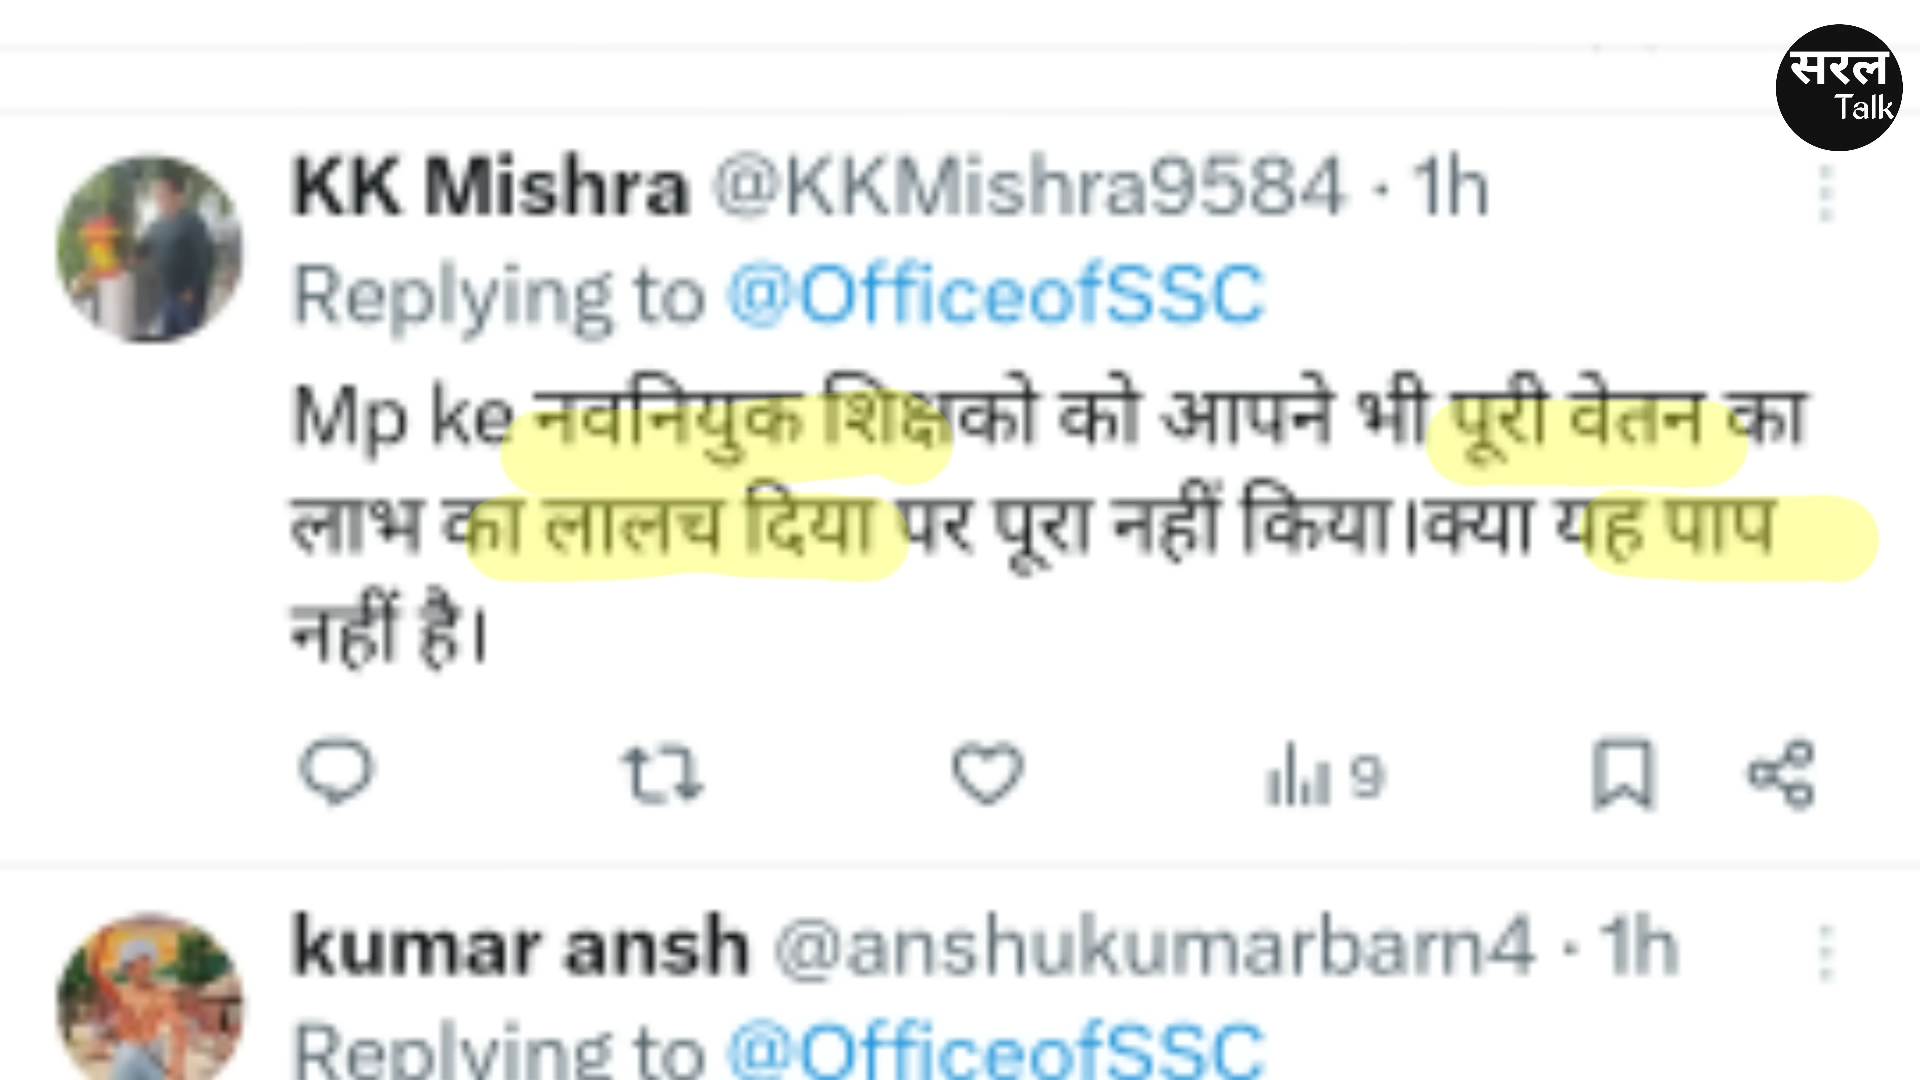 सरल
Talk
KK Mishra @KKMishra9584 · 1h
Replying to @OfficeofSSC
Mp ke नवनियुक शिक्षको को आपने भी पूरी वेतन का
लाभ का लालच दिया पर पूरा नहीं किया।क्या यह पाप
नहीं है।
9
kumar ansh @anshukumarbarn4 · 1h
Replying to @OfficeofSSC